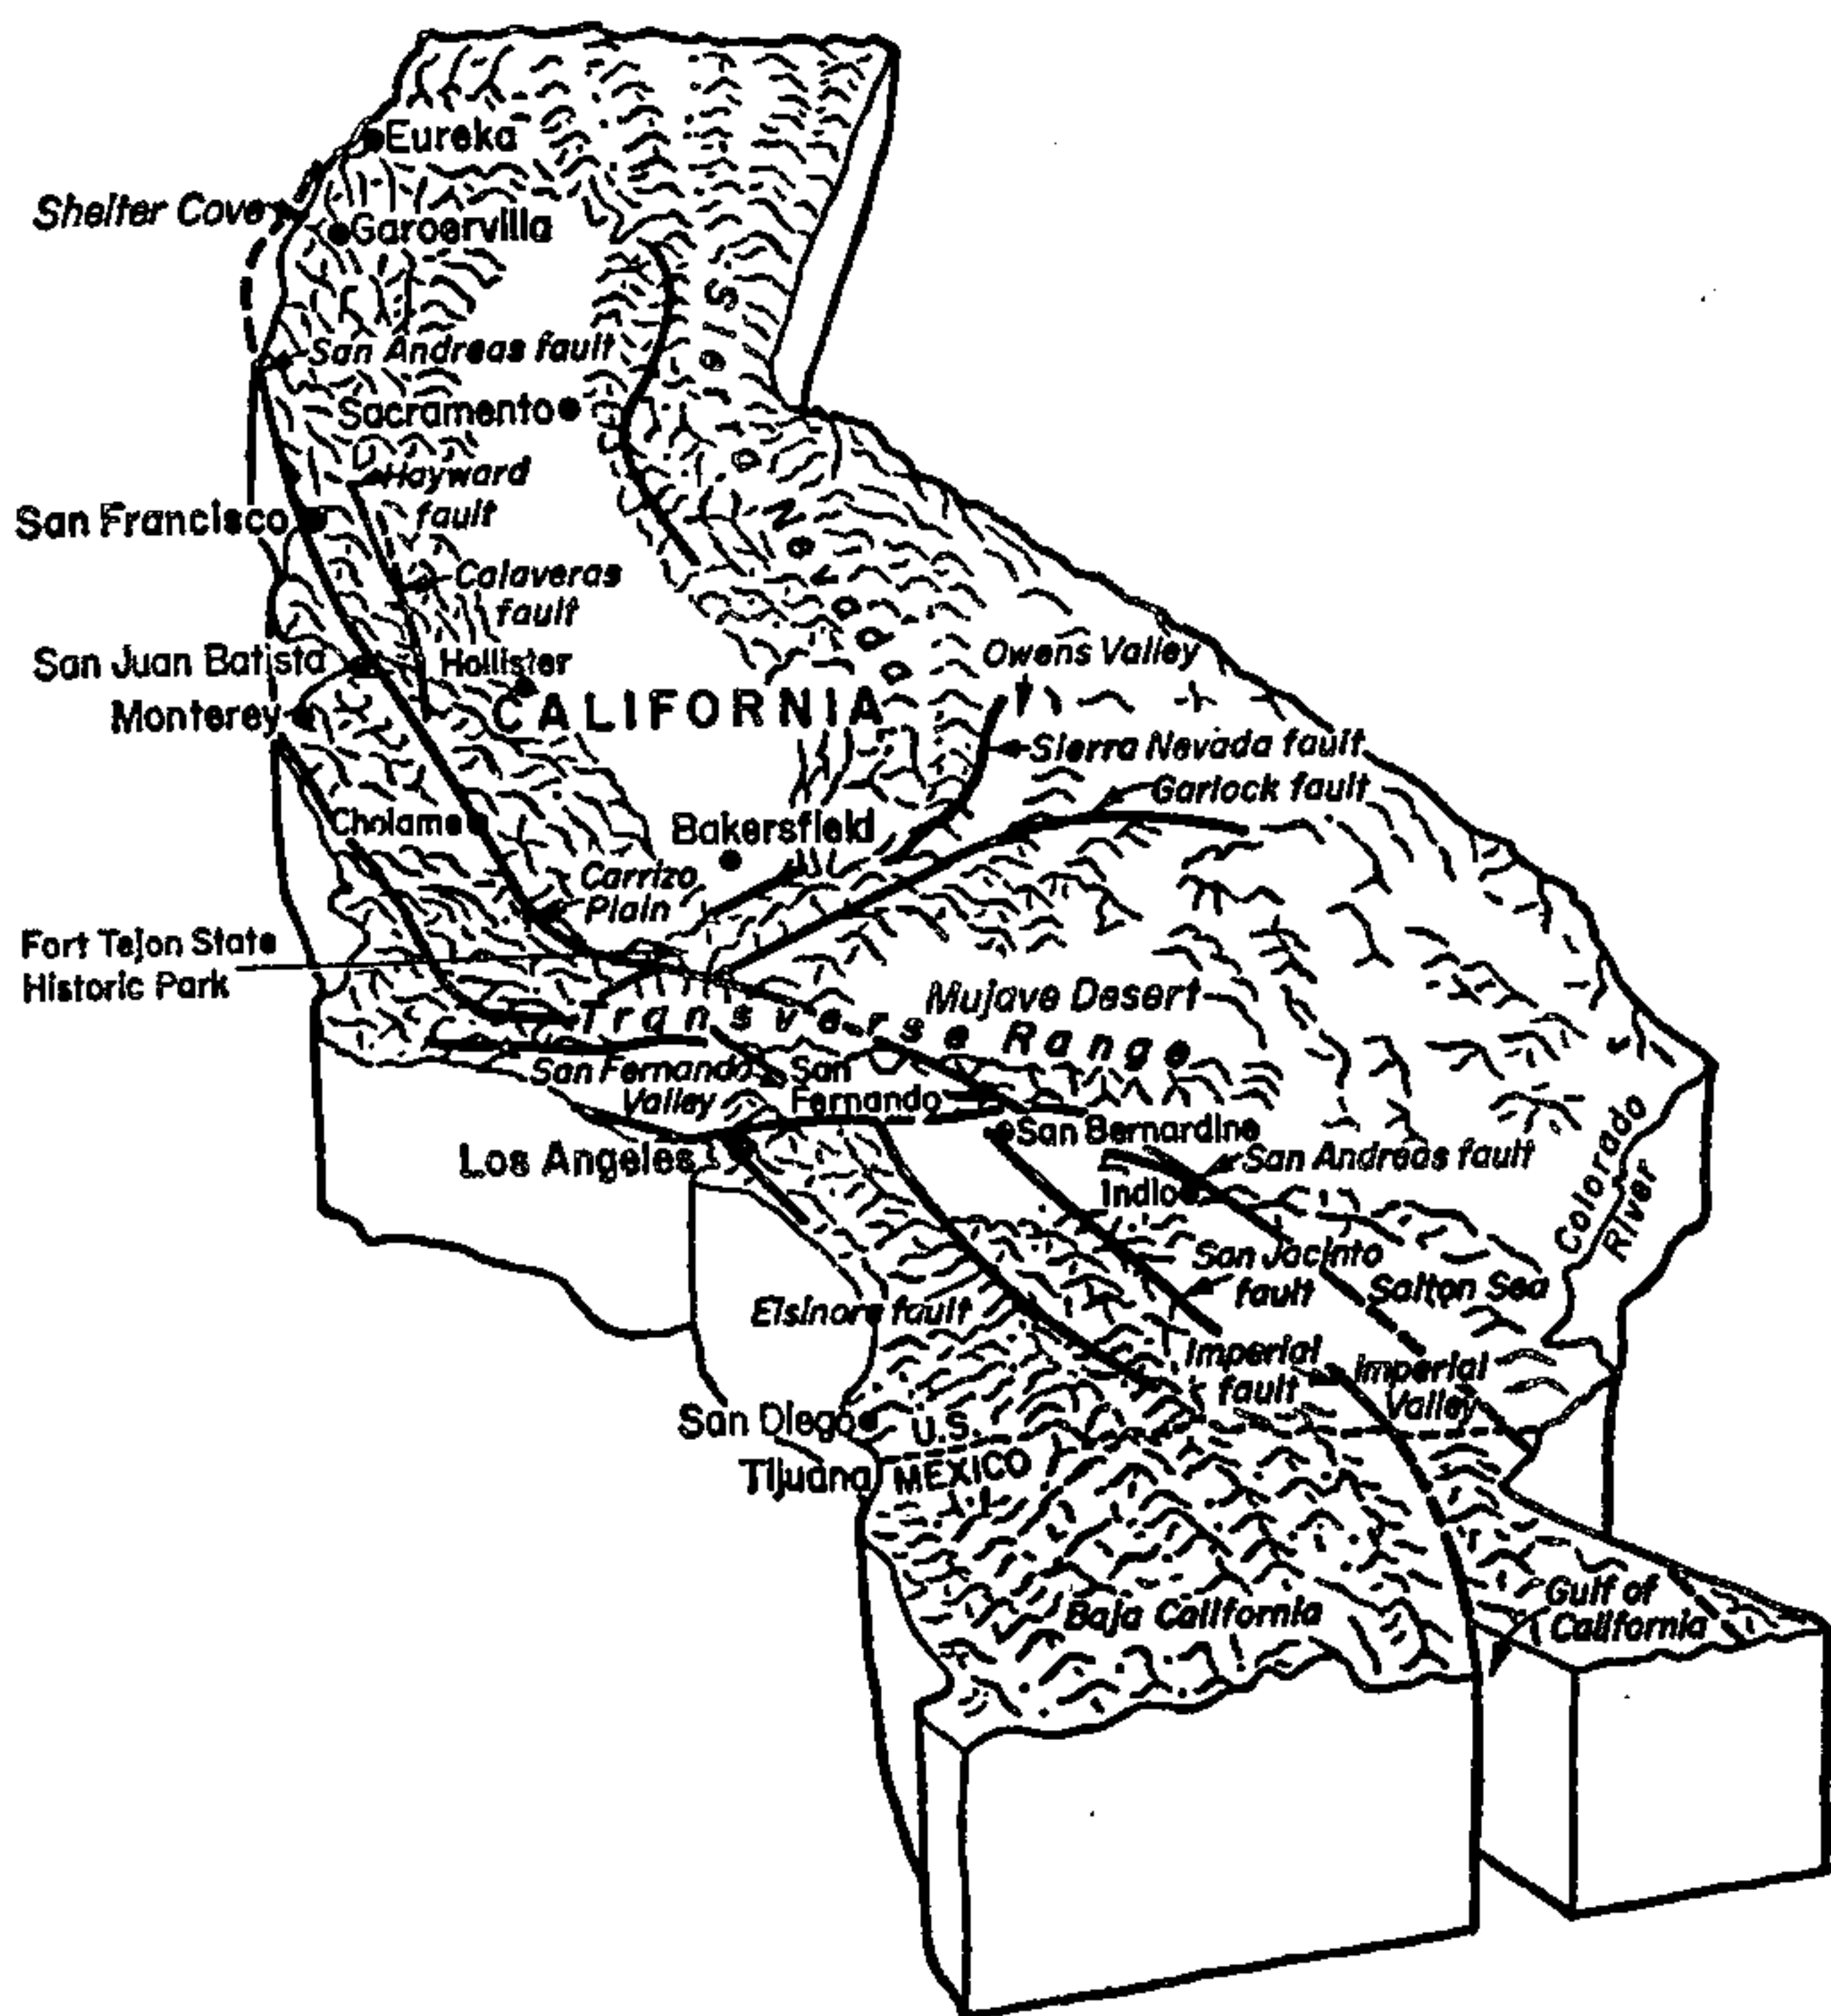 Eureka
Shelter Cove
Garoerville
San Andreas fault
Sacramento
Sierra Nevada
Hayward
fault
San Francisco
Calaveras
fault
San Juan Batista
Hollister
Monterey
CALIFORNIA
Owens Valley
Sierra Nevada fault
Garlock fault
Cholame
Bakersfield
Carrizo
Plain
Fort Tejon State
Historic Park
Mujave Desert
Transverse Range
San Fernando
Valley
San
Fernando
San Bernardino
Los Angeles
San Andreas fault
Indio
Colorado
River
San Jacinto
fault
Salton Sea
Elsinore fault
Imperial
fault
Imperial
Valley
San Diego
U.S.
Tijuana
MEXICO
Baja California
Gulf of
California